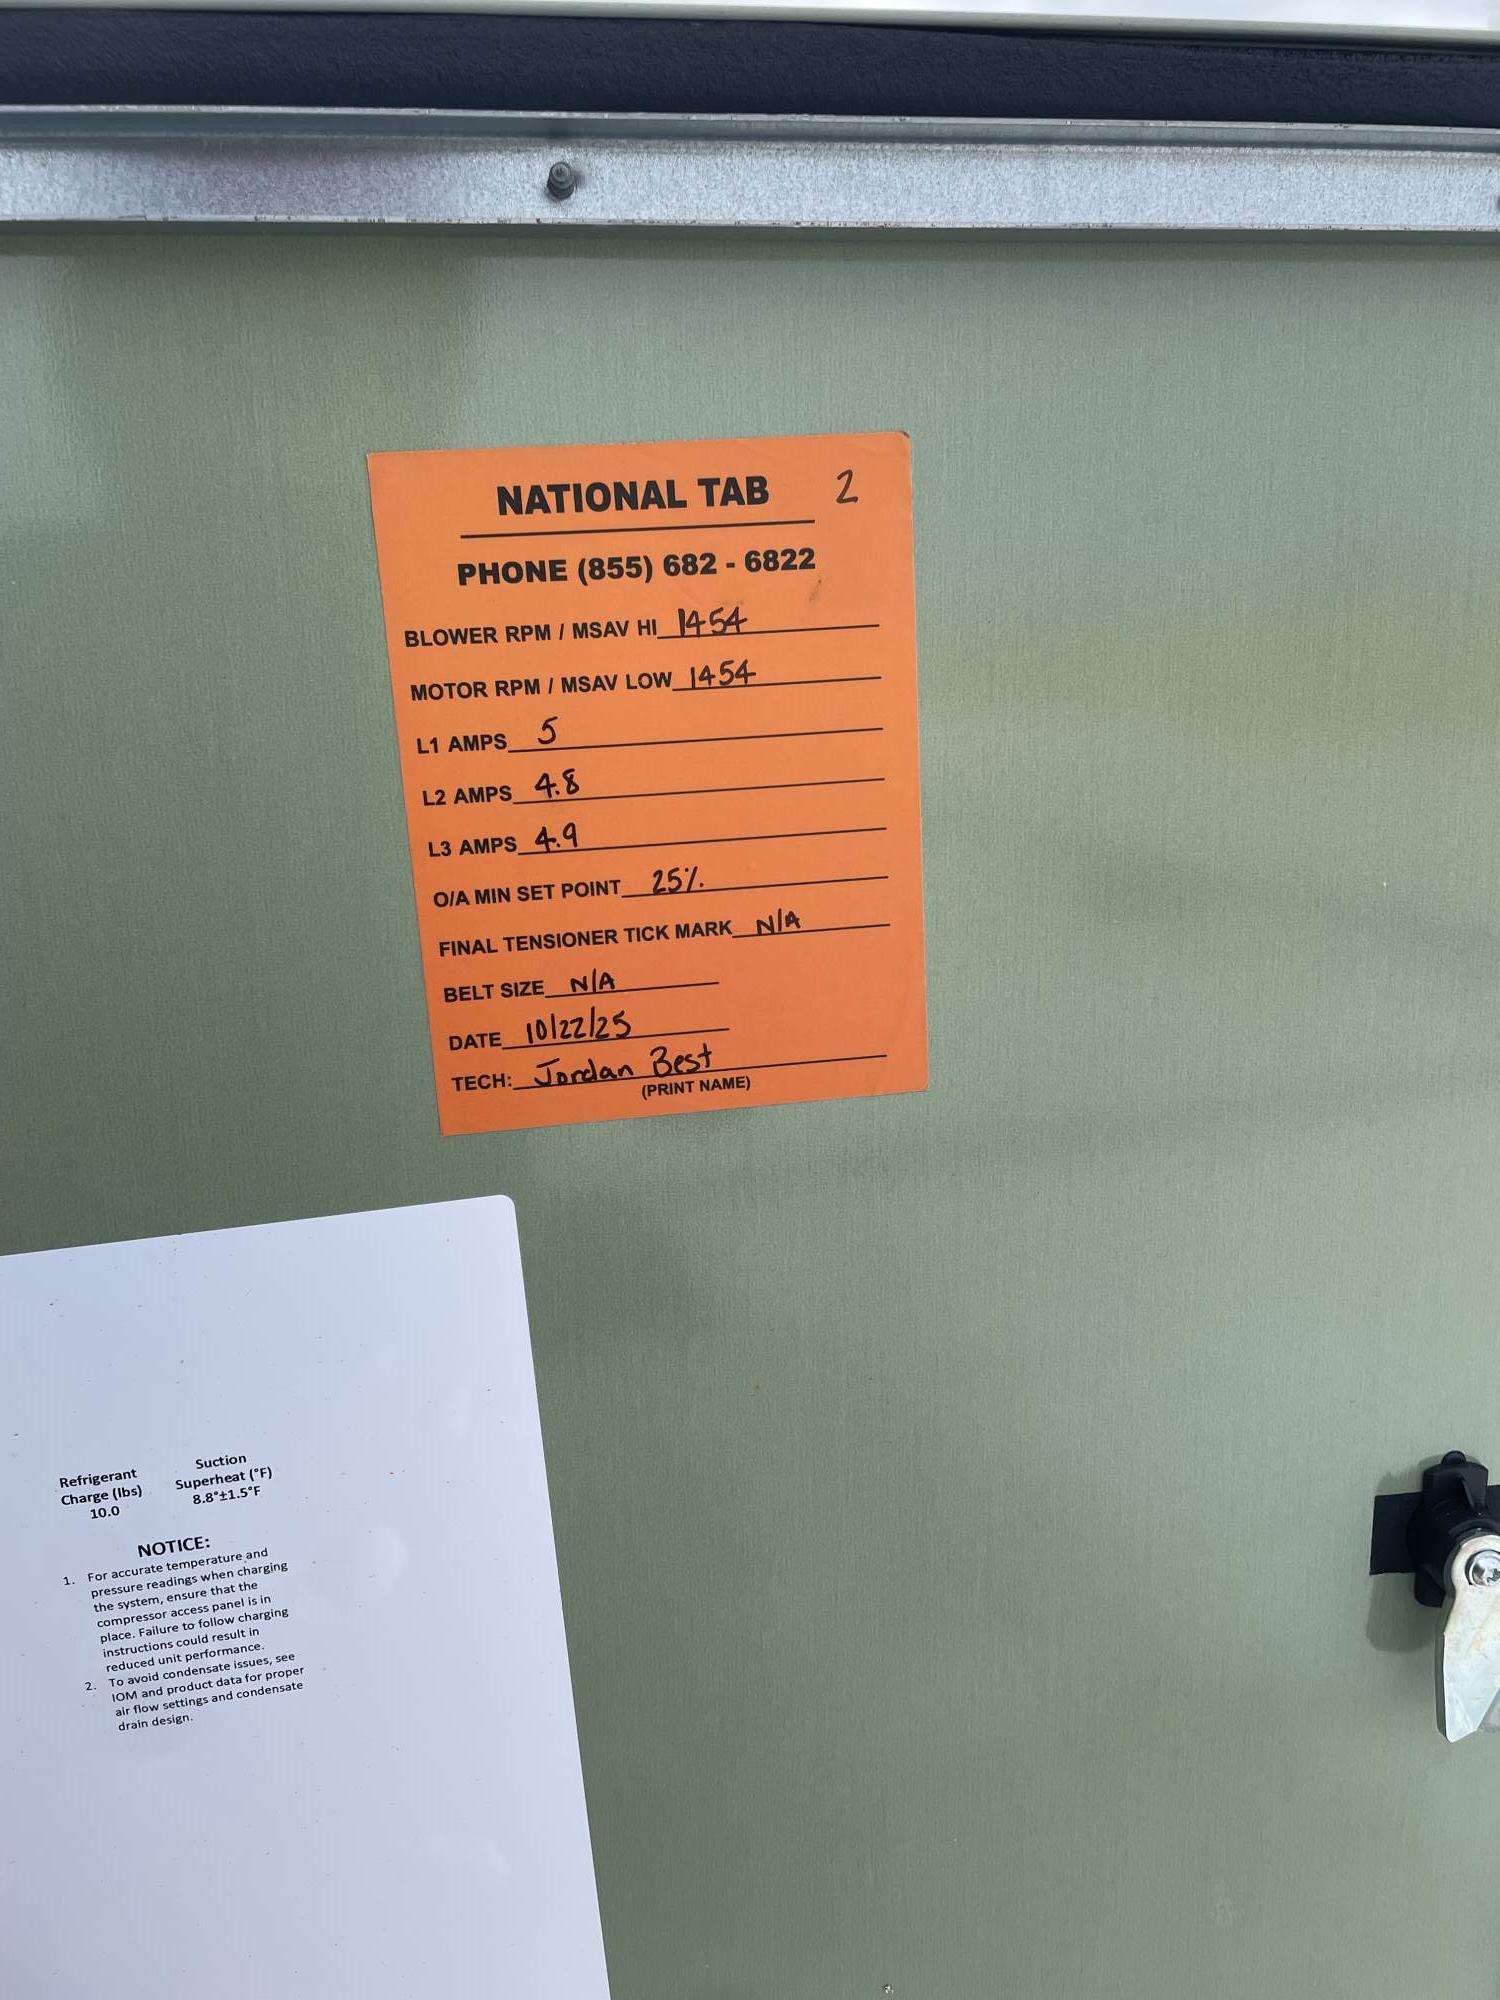 NATIONAL TAB 2
PHONE (855) 682 - 6822
BLOWER RPM / MSAV HI 1454
MOTOR RPM / MSAV LOW 1454
L1 AMPS 5
L2 AMPS 4.8
L3 AMPS 4.9
O/A MIN SET POINT 25%
FINAL TENSIONER TICK MARK N/A
BELT SIZE N/A
DATE 10/22/25
TECH: Jordan Best
(PRINT NAME)
Refrigerant
Charge (lbs)
10.0
Suction
Superheat (°F)
8.8°±1.5°F
NOTICE:
1. For accurate temperature and
pressure readings when charging
the system, ensure that the
compressor access panel is in
place. Failure to follow charging
instructions could result in
reduced unit performance.
2. To avoid condensate issues, see
IOM and product data for proper
air flow settings and condensate
drain design.